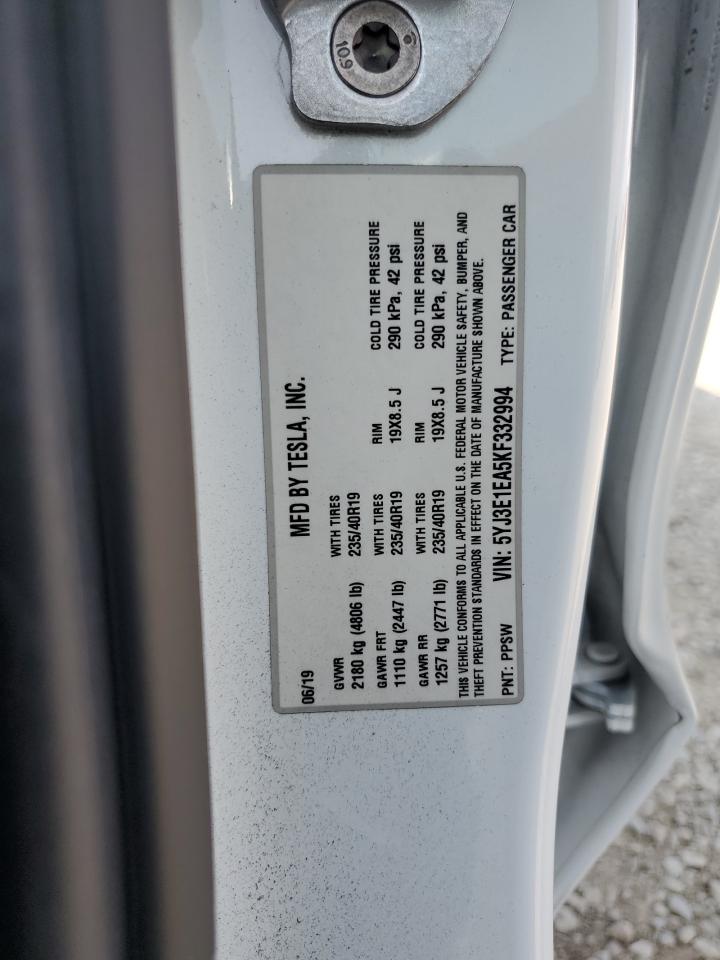 10.9
MFD BY TESLA, INC.
06/19
GVWR WITH TIRES
2180 kg (4806 lb) 235/40R19
GAWR FRT WITH TIRES RIM COLD TIRE PRESSURE
1110 kg (2447 lb) 235/40R19 19X8.5 J 290 kPa, 42 psi
GAWR RR WITH TIRES RIM COLD TIRE PRESSURE
1257 kg (2771 lb) 235/40R19 19X8.5 J 290 kPa, 42 psi
THIS VEHICLE CONFORMS TO ALL APPLICABLE U.S. FEDERAL MOTOR VEHICLE SAFETY, BUMPER, AND
THEFT PREVENTION STANDARDS IN EFFECT ON THE DATE OF MANUFACTURE SHOWN ABOVE.
PNT: PPSW VIN: 5YJ3E1EA5KF332994 TYPE: PASSENGER CAR